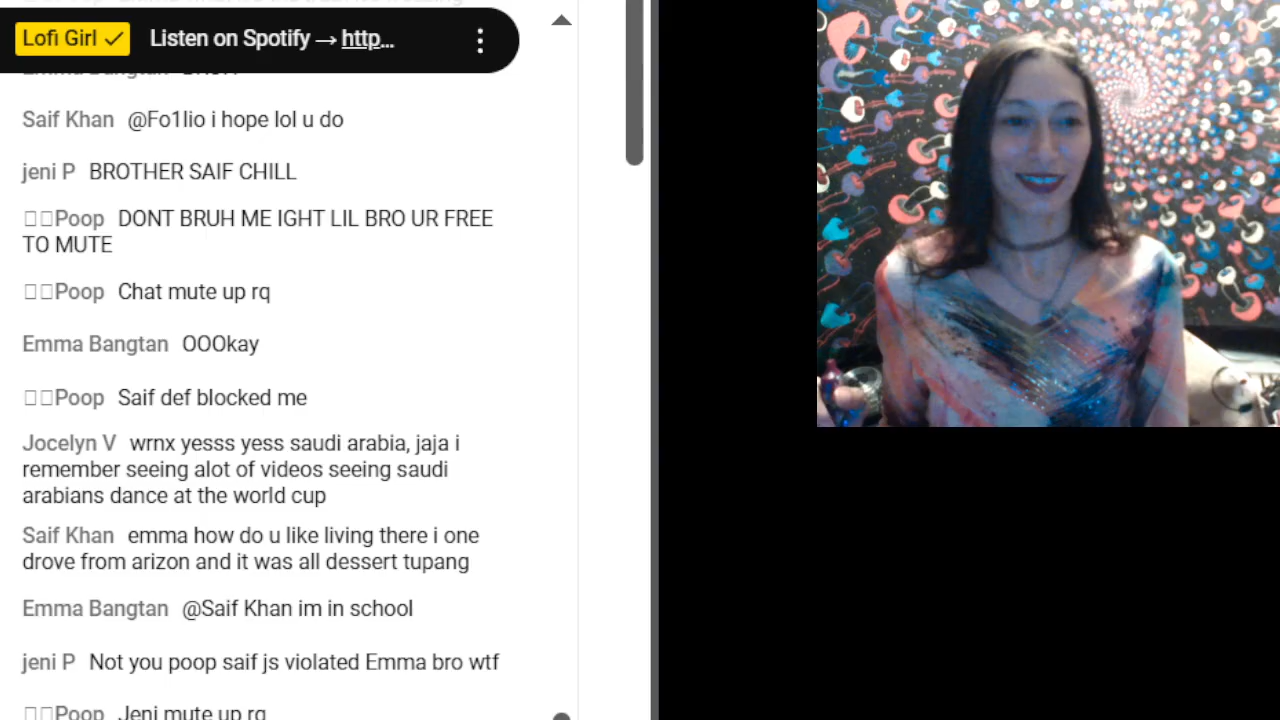 Lofi Girl ✓ Listen on Spotify → http...
Saif Khan @Fo1lio i hope lol u do
jeni P BROTHER SAIF CHILL
□□Poop DONT BRUH ME IGHT LIL BRO UR FREE
TO MUTE
□□Poop Chat mute up rq
Emma Bangtan OOOkay
□□Poop Saif def blocked me
Jocelyn V wrnx yesss yess saudi arabia, jaja i
remember seeing alot of videos seeing saudi
arabians dance at the world cup
Saif Khan emma how do u like living there i one
drove from arizon and it was all dessert tupang
Emma Bangtan @Saif Khan im in school
jeni P Not you poop saif js violated Emma bro wtf
□□Poop Jeni mute up rq